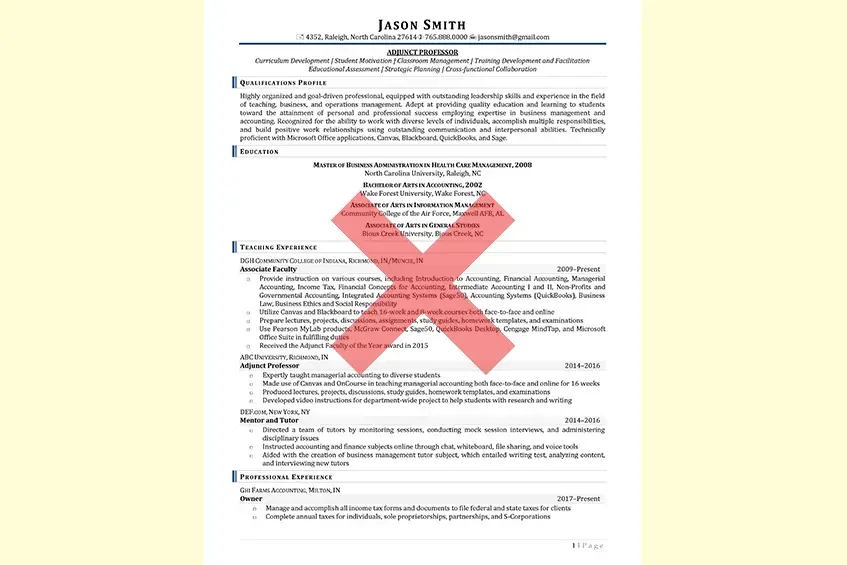 JASON SMITH
4352, Raleigh, North Carolina 27614 765.888.0000 jasonsmith@gmail.com
ADJUNCT PROFESSOR
Curriculum Development | Student Motivation | Classroom Management | Training Development and Facilitation
Educational Assessment | Strategic Planning | Cross-functional Collaboration
QUALIFICATIONS PROFILE
Highly organized and goal-driven professional, equipped with outstanding leadership skills and experience in the field
of teaching, business, and operations management. Adept at providing quality education and learning to students
toward the attainment of personal and professional success employing expertise in business management and
accounting. Recognized for the ability to work with diverse levels of individuals, accomplish multiple responsibilities,
and build positive work relationships using outstanding communication and interpersonal abilities. Technically
proficient with Microsoft Office applications, Canvas, Blackboard, QuickBooks, and Sage.
EDUCATION
MASTER OF BUSINESS ADMINISTRATION IN HEALTH CARE MANAGEMENT, 2008
North Carolina University, Raleigh, NC
BACHELOR OF ARTS IN ACCOUNTING, 2002
Wake Forest University, Wake Forest, NC
ASSOCIATE OF ARTS IN INFORMATION MANAGEMENT
Community College of the Air Force, Maxwell AFB, AL
ASSOCIATE OF ARTS IN GENERAL STUDIES
Bious Creek University, Bious Creek, NC
TEACHING EXPERIENCE
DGH COMMUNITY COLLEGE OF INDIANA, RICHMOND, IN/MUNCIE, IN
Associate Faculty 2009–Present
Provide instruction on various courses, including Introduction to Accounting, Financial Accounting, Managerial
Accounting, Income Tax, Financial Concepts for Accounting, Intermediate Accounting I and II, Non-Profits and
Governmental Accounting, Integrated Accounting Systems (Sage50), Accounting Systems (QuickBooks), Business
Law, Business Ethics and Social Responsibility
Utilize Canvas and Blackboard to teach 16-week and 8-week courses both face-to-face and online
Prepare lectures, projects, discussions, assignments, study guides, homework templates, and examinations
Use Pearson MyLab products, McGraw Connect, Sage50, QuickBooks Desktop, Cengage MindTap, and Microsoft
Office Suite in fulfilling duties
Received the Adjunct Faculty of the Year award in 2015
ABC UNIVERSITY, RICHMOND, IN
Adjunct Professor 2014–2016
Expertly taught managerial accounting to diverse students
Made use of Canvas and OnCourse in teaching managerial accounting both face-to-face and online for 16 weeks
Produced lectures, projects, discussions, study guides, homework templates, and examinations
Developed video instructions for department-wide project to help students with research and writing
DEF.COM, NEW YORK, NY
Mentor and Tutor 2014–2016
Directed a team of tutors by monitoring sessions, conducting mock session interviews, and administering
disciplinary issues
Instructed accounting and finance subjects online through chat, whiteboard, file sharing, and voice tools
Aided with the creation of business management tutor subject, which entailed writing test, analyzing content,
and interviewing new tutors
PROFESSIONAL EXPERIENCE
GHI FARMS ACCOUNTING, MILTON, IN
Owner 2017–Present
Manage and accomplish all income tax forms and documents to file federal and state taxes for clients
Complete annual taxes for individuals, sole proprietorships, partnerships, and S-Corporations
1 | Page